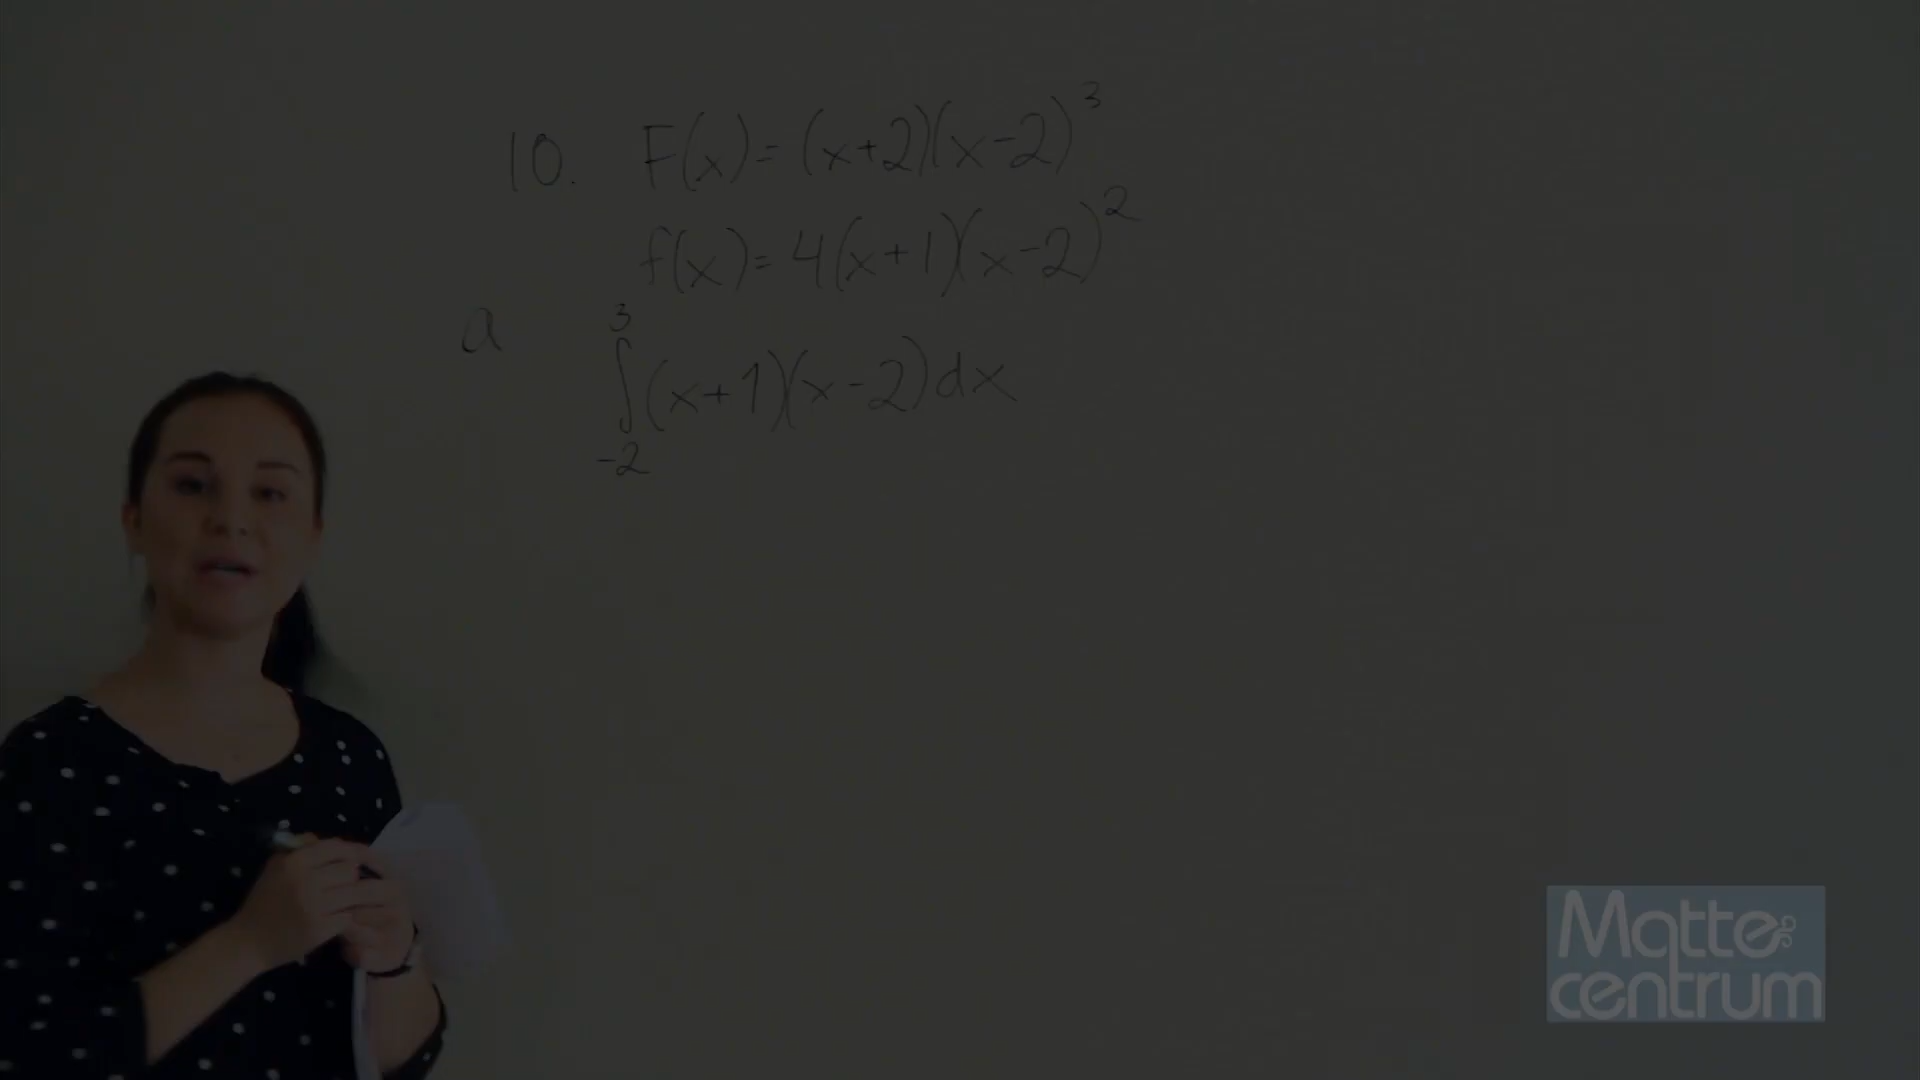 10. F(x)=(x+2)(x-2)³
f(x)=4(x+1)(x-2)²
a
3
∫(x+1)(x-2)dx
-2
Matte
centrum